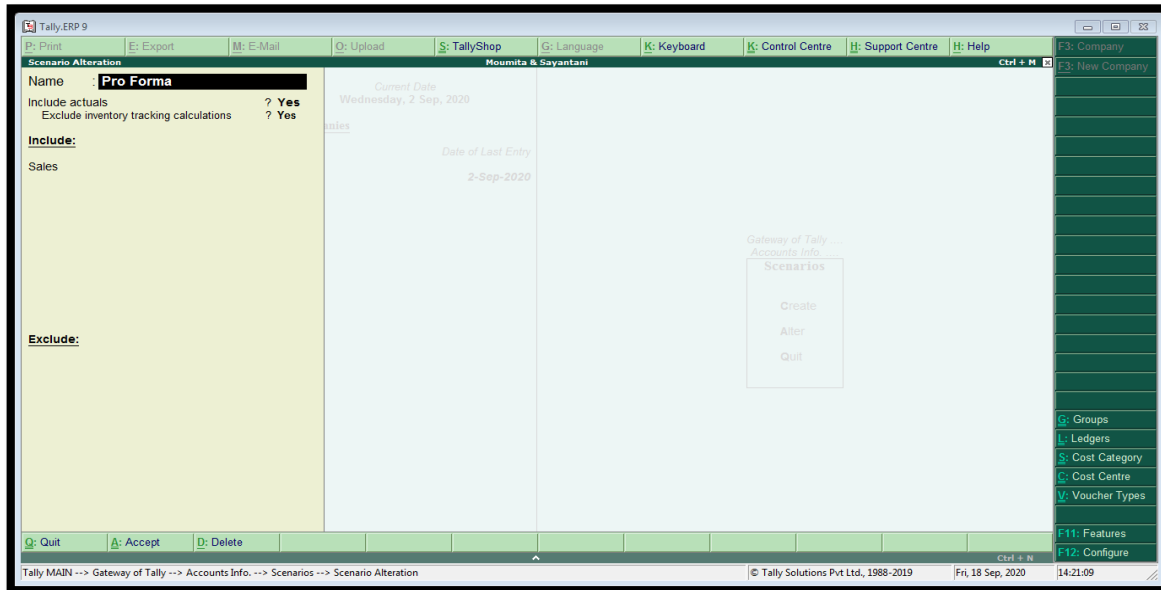 Tally.ERP 9
P: Print E: Export M: E-Mail O: Upload S: TallyShop G: Language K: Keyboard K: Control Centre H: Support Centre H: Help F3: Company
Scenario Alteration Moumita & Sayantani Ctrl + M
F3: New Company
Name : Pro Forma
Include actuals ? Yes
Exclude inventory tracking calculations ? Yes
Include:
Sales
Exclude:
Current Date
Wednesday, 2 Sep, 2020
anies
Date of Last Entry
2-Sep-2020
Gateway of Tally ....
Accounts Info. ....
Scenarios
Create
Alter
Quit
G: Groups
L: Ledgers
S: Cost Category
C: Cost Centre
V: Voucher Types
F11: Features
F12: Configure
Q: Quit A: Accept D: Delete
Ctrl + N
Tally MAIN --> Gateway of Tally --> Accounts Info. --> Scenarios --> Scenario Alteration © Tally Solutions Pvt Ltd., 1988-2019 Fri, 18 Sep, 2020 14:21:09